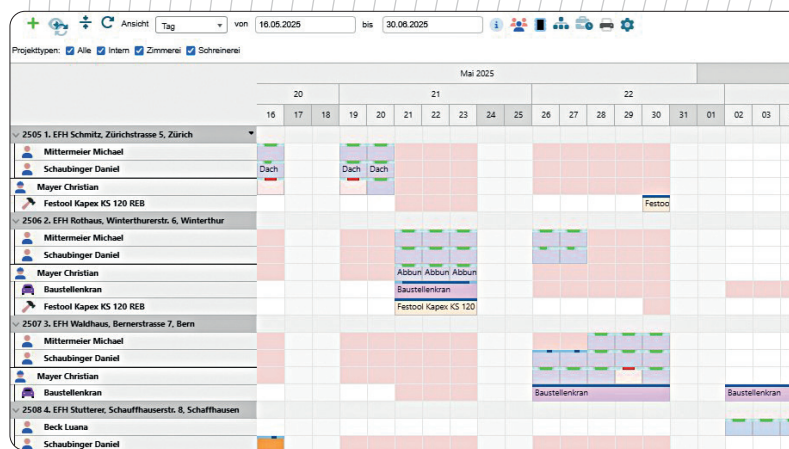 Ansicht Tag von 16.05.2025 bis 30.06.2025
Projekttypen: Alle Intern Zimmerei Schreinerei
Mai 2025
20 21 22
16 17 18 19 20 21 22 23 24 25 26 27 28 29 30 31 01 02 03
2505 1. EFH Schmitz, Zürichstrasse 5, Zürich
Mittermeier Michael
Schaubinger Daniel Dach Dach Dach
Mayer Christian
Festool Kapex KS 120 REB Festoo
2506 2. EFH Rothaus, Winterthurerstr. 6, Winterthur
Mittermeier Michael
Schaubinger Daniel
Mayer Christian Abbun Abbun Abbun
Baustellenkran Baustellenkran
Festool Kapex KS 120 REB Festool Kapex KS 120
2507 3. EFH Waldhaus, Bernerstrasse 7, Bern
Mittermeier Michael
Schaubinger Daniel
Mayer Christian
Baustellenkran Baustellenkran Baustellenkran
2508 4. EFH Stutterer, Schauffhauserstr. 8, Schaffhausen
Beck Luana
Schaubinger Daniel